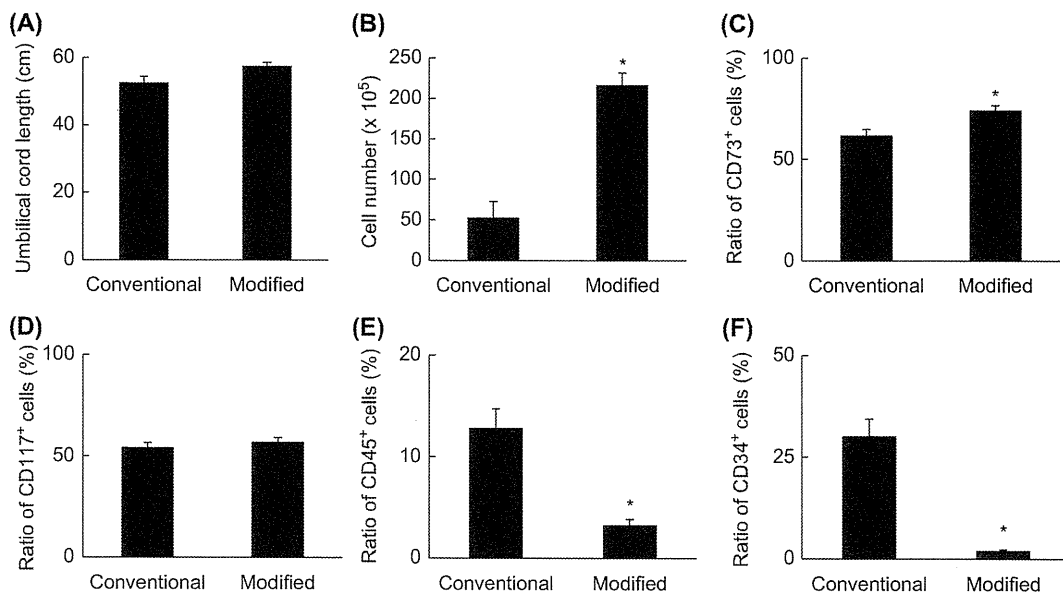 (A)
Umbilical cord length (cm)
60
40
20
0
Conventional Modified
(B)
Cell number (x 10⁵)
250
200
150
100
50
0
*
Conventional Modified
(C)
Ratio of CD73⁺ cells (%)
100
50
0
*
Conventional Modified
(D)
Ratio of CD117⁺ cells (%)
100
50
0
Conventional Modified
(E)
Ratio of CD45⁺ cells (%)
20
10
0
*
Conventional Modified
(F)
Ratio of CD34⁺ cells (%)
50
25
0
*
Conventional Modified